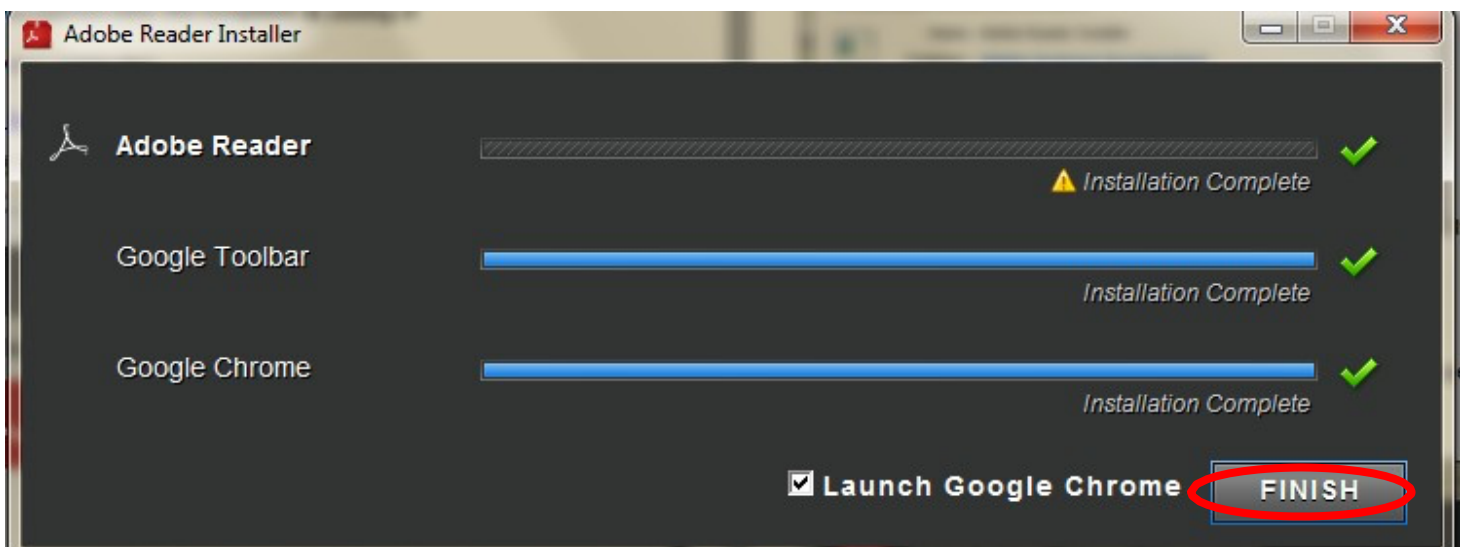 Adobe Reader Installer
Adobe Reader
Installation Complete
Google Toolbar
Installation Complete
Google Chrome
Installation Complete
Launch Google Chrome FINISH